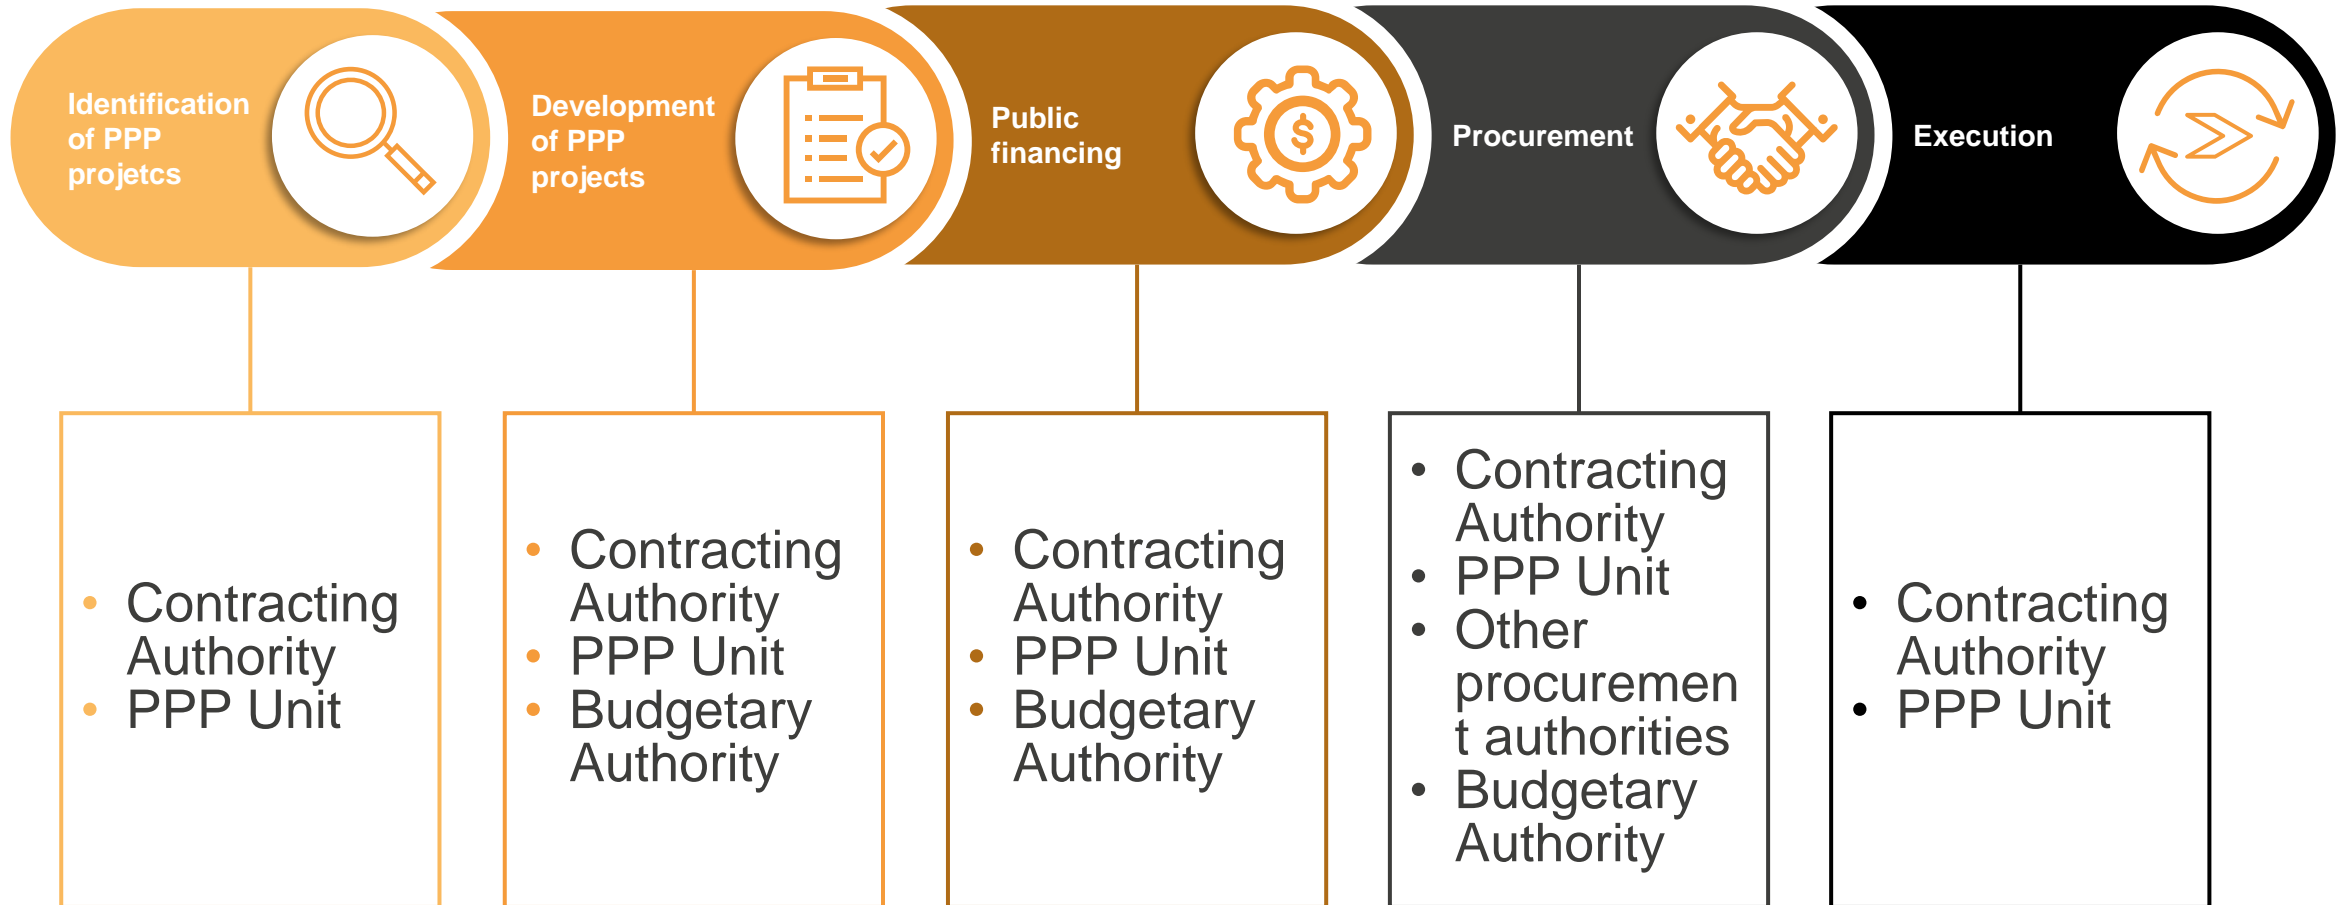 Identification
of PPP
projetcs
Development
of PPP
projects
Public
financing
$
Procurement
Execution
• Contracting
Authority
• PPP Unit
• Contracting
Authority
• PPP Unit
• Budgetary
Authority
• Contracting
Authority
• PPP Unit
• Budgetary
Authority
• Contracting
Authority
• PPP Unit
• Other
procuremen
t authorities
• Budgetary
Authority
• Contracting
Authority
• PPP Unit